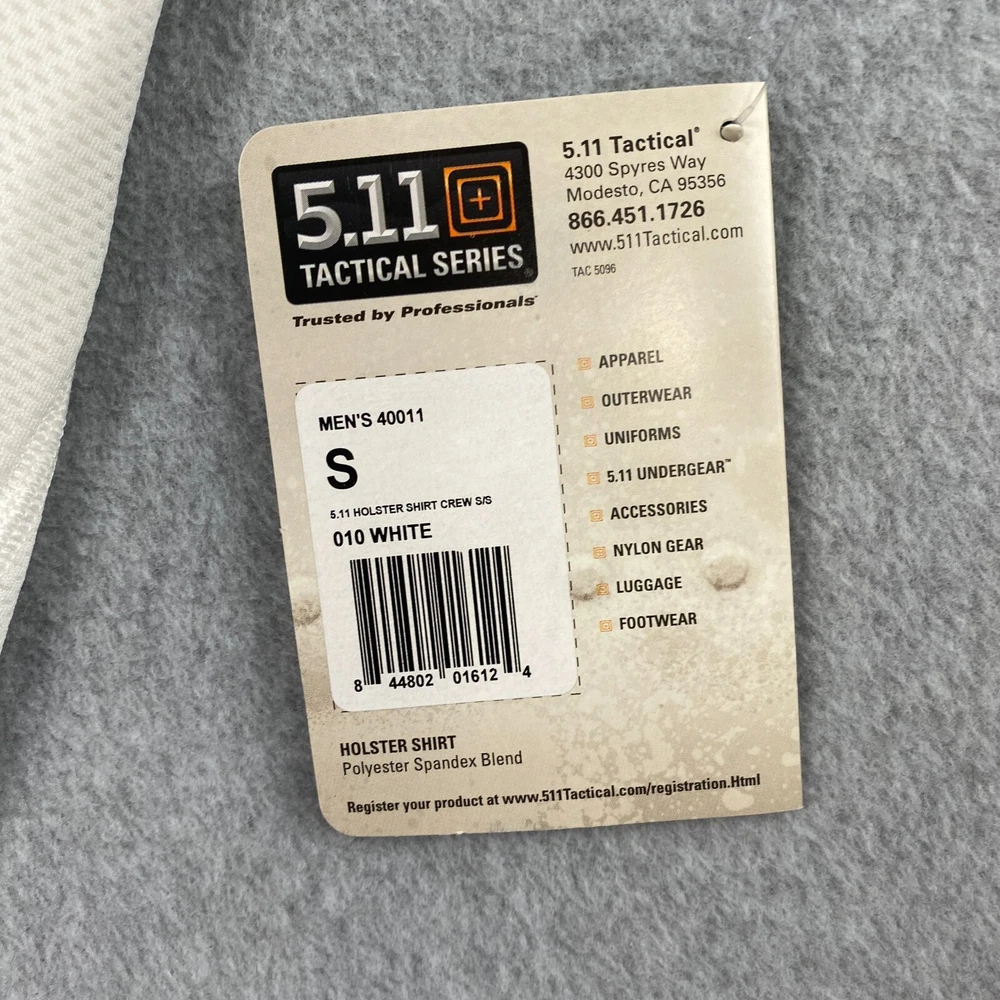 5.11
TACTICAL SERIES®
Trusted by Professionals℠
5.11 Tactical®
4300 Spyres Way
Modesto, CA 95356
866.451.1726
www.511Tactical.com
TAC 5096
MEN'S 40011
S
5.11 HOLSTER SHIRT CREW S/S
010 WHITE
8 44802 01612 4
APPAREL
OUTERWEAR
UNIFORMS
5.11 UNDERGEAR™
ACCESSORIES
NYLON GEAR
LUGGAGE
FOOTWEAR
HOLSTER SHIRT
Polyester Spandex Blend
Register your product at www.511Tactical.com/registration.Html